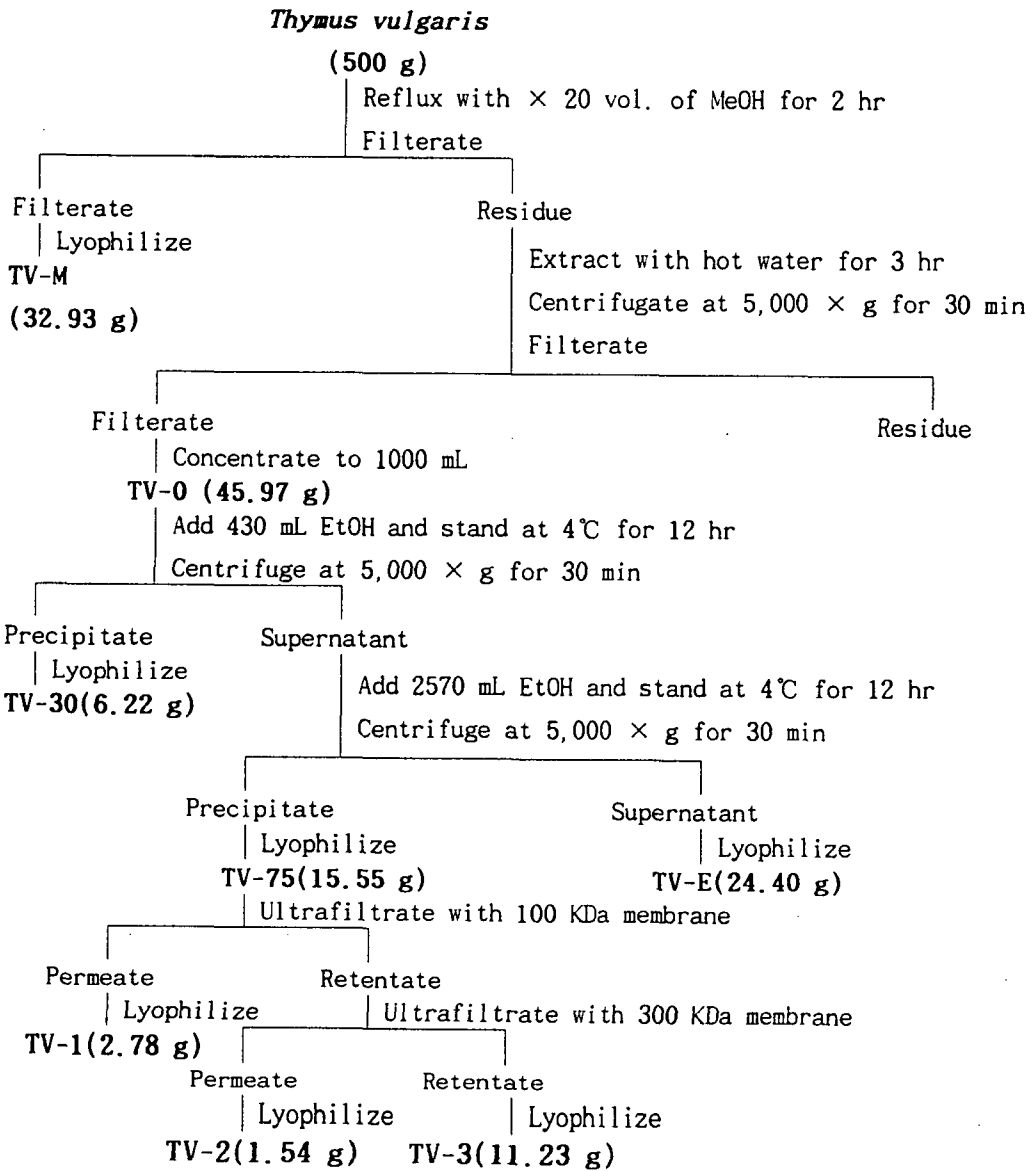 Thymus vulgaris
(500 g)
Reflux with × 20 vol. of MeOH for 2 hr
Filterate
Filterate
Residue
Lyophilize
TV-M
(32.93 g)
Extract with hot water for 3 hr
Centrifugate at 5,000 × g for 30 min
Filterate
Filterate
Residue
Concentrate to 1000 mL
TV-0 (45.97 g)
Add 430 mL EtOH and stand at 4℃ for 12 hr
Centrifuge at 5,000 × g for 30 min
Precipitate
Supernatant
Lyophilize
TV-30(6.22 g)
Add 2570 mL EtOH and stand at 4℃ for 12 hr
Centrifuge at 5,000 × g for 30 min
Precipitate
Supernatant
Lyophilize
Lyophilize
TV-75(15.55 g)
TV-E(24.40 g)
Ultrafiltrate with 100 KDa membrane
Permeate
Retentate
Lyophilize
Ultrafiltrate with 300 KDa membrane
TV-1(2.78 g)
Permeate
Retentate
Lyophilize
Lyophilize
TV-2(1.54 g)
TV-3(11.23 g)